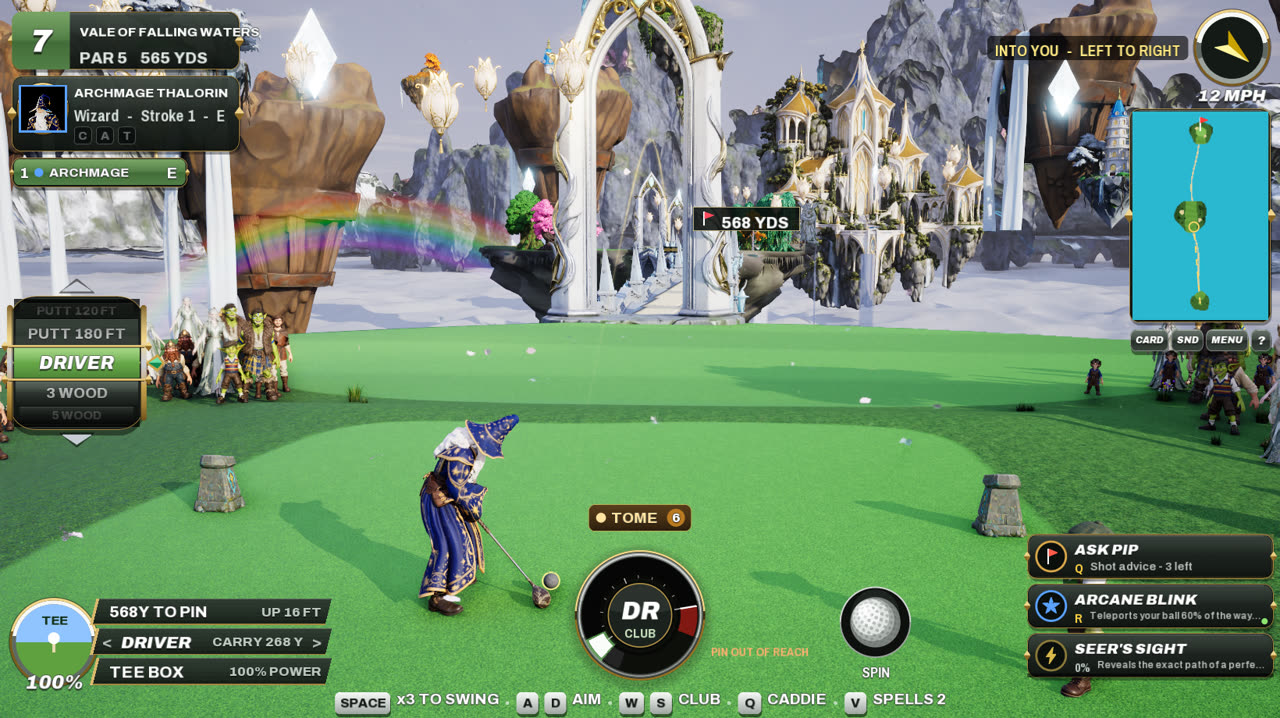 7
VALE OF FALLING WATERS
PAR 5 565 YDS
ARCHMAGE THALORIN
Wizard - Stroke 1 - E
C A T
1 ARCHMAGE E
INTO YOU - LEFT TO RIGHT
12 MPH
568 YDS
CARD SND MENU ?
PUTT 120 FT
PUTT 180 FT
DRIVER
3 WOOD
5 WOOD
TOME 6
DR
CLUB
PIN OUT OF REACH
SPIN
ASK PIP
Q Shot advice - 3 left
ARCANE BLINK
R Teleports your ball 60% of the way...
SEER'S SIGHT
0% Reveals the exact path of a perfe...
TEE
100%
568Y TO PIN UP 16 FT
< DRIVER CARRY 268 Y >
TEE BOX 100% POWER
SPACE x3 TO SWING . A D AIM . W S CLUB . Q CADDIE . V SPELLS 2